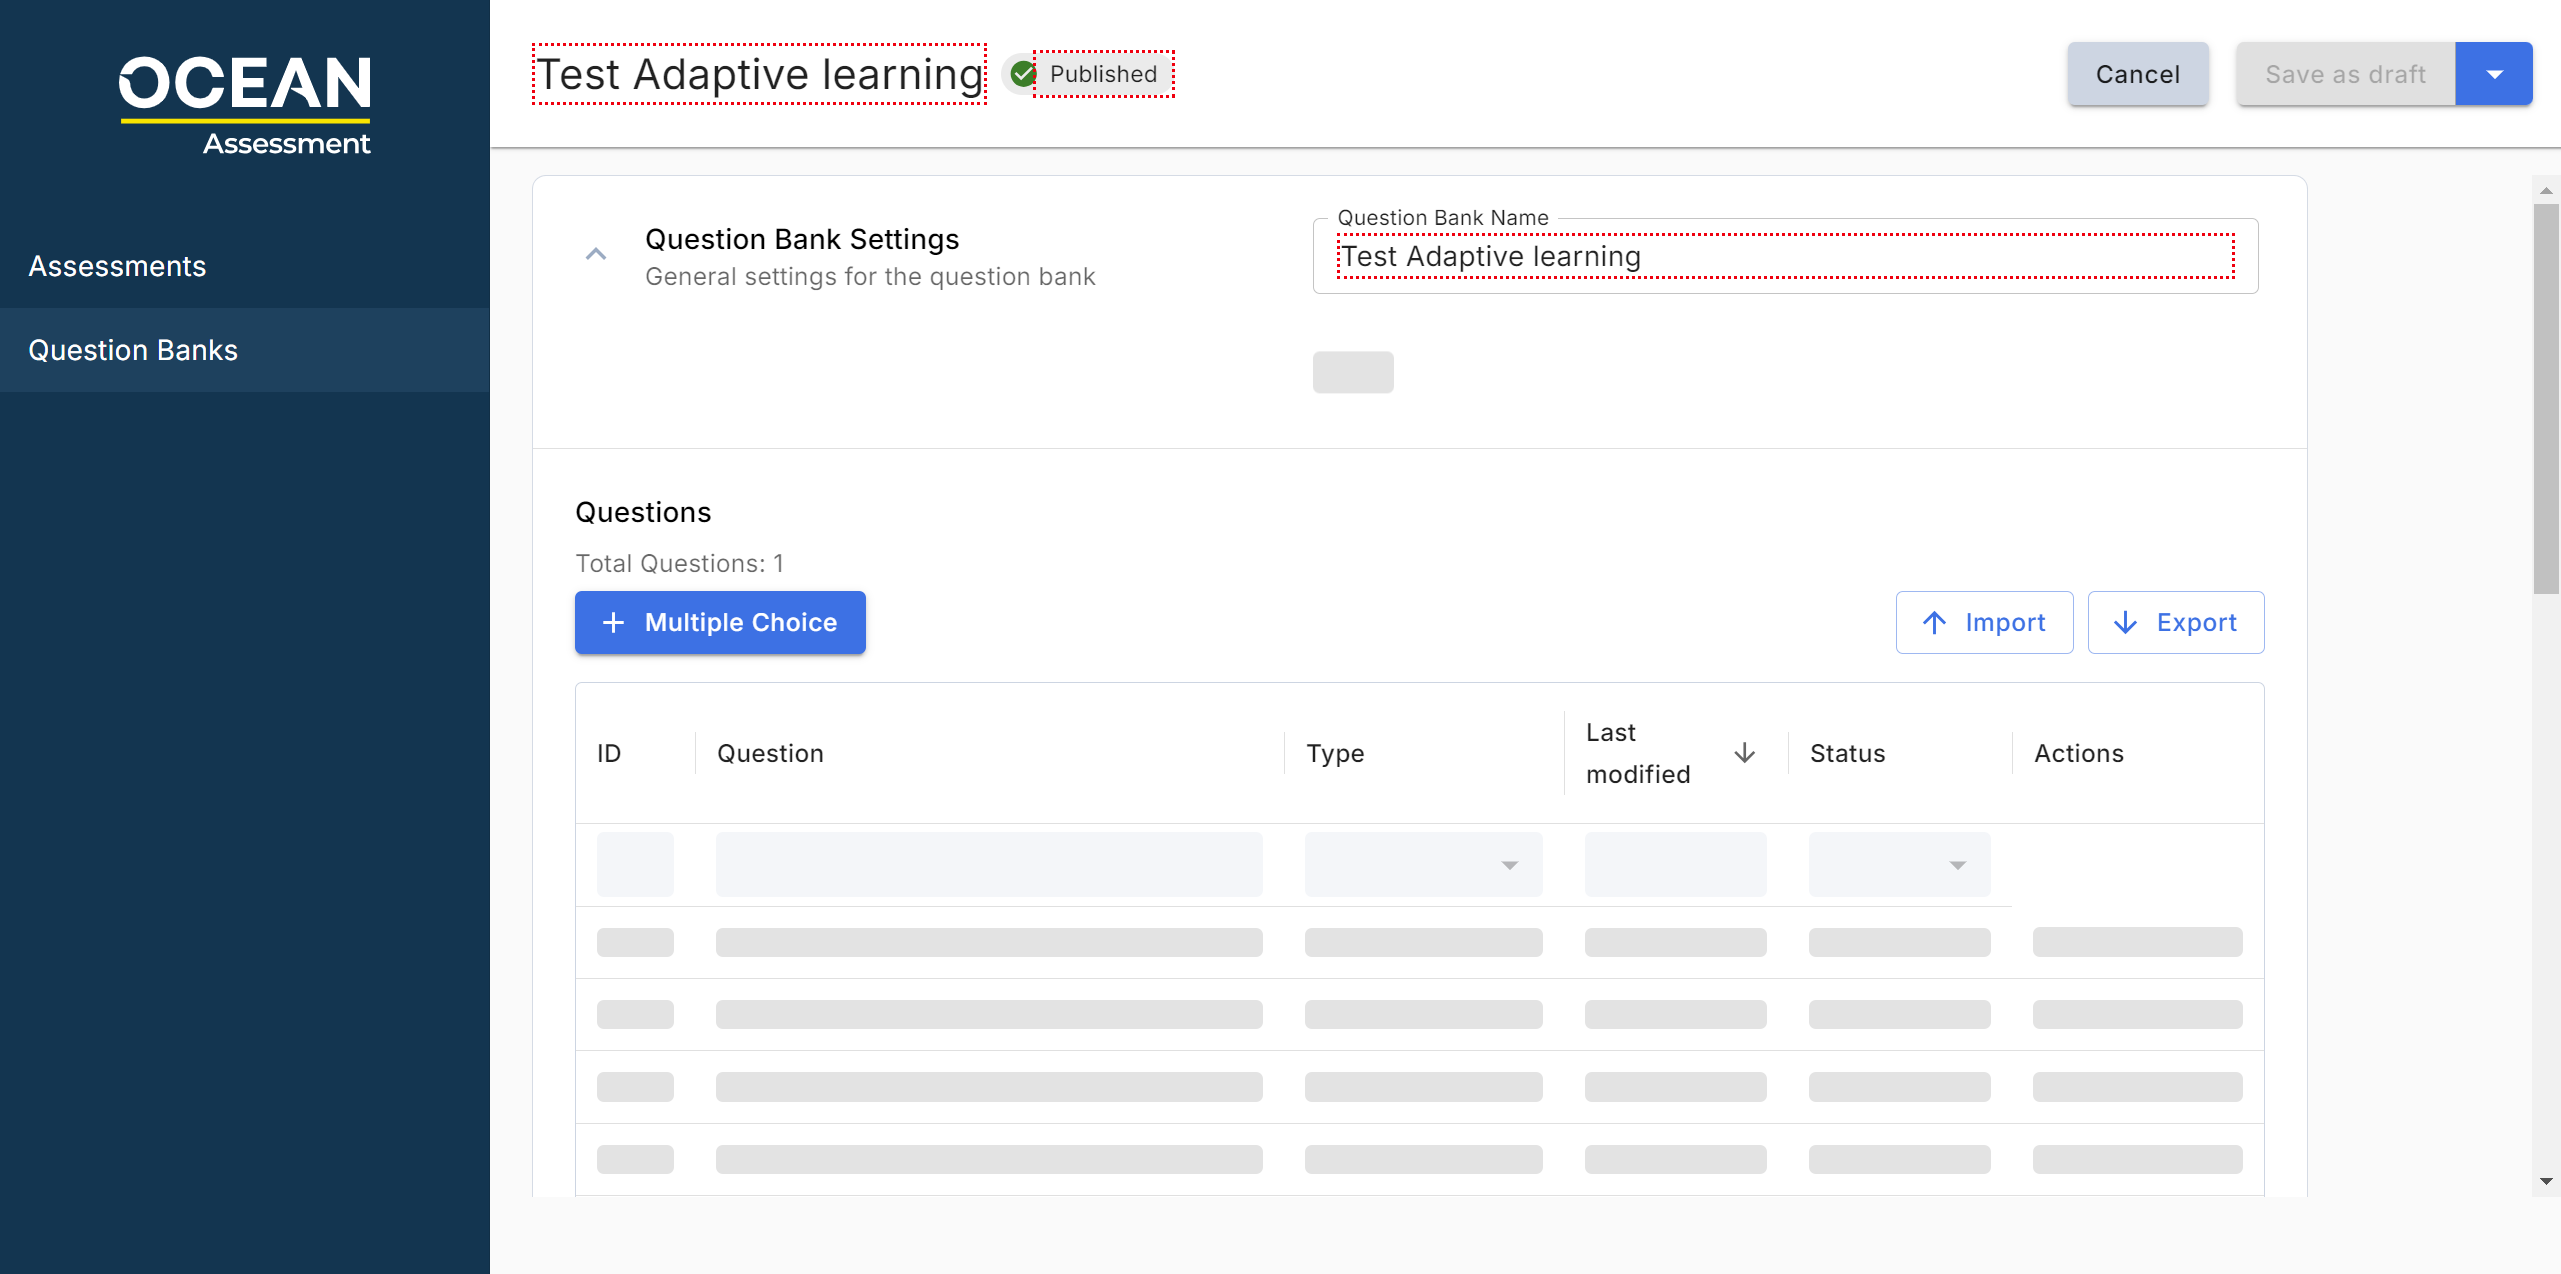 OCEAN
Assessment
Assessments
Question Banks
Test Adaptive learning
Published
Cancel
Save as draft
Question Bank Settings
General settings for the question bank
Question Bank Name
Test Adaptive learning
Questions
Total Questions: 1
Multiple Choice
Import
Export
ID
Question
Type
Last
modified
Status
Actions